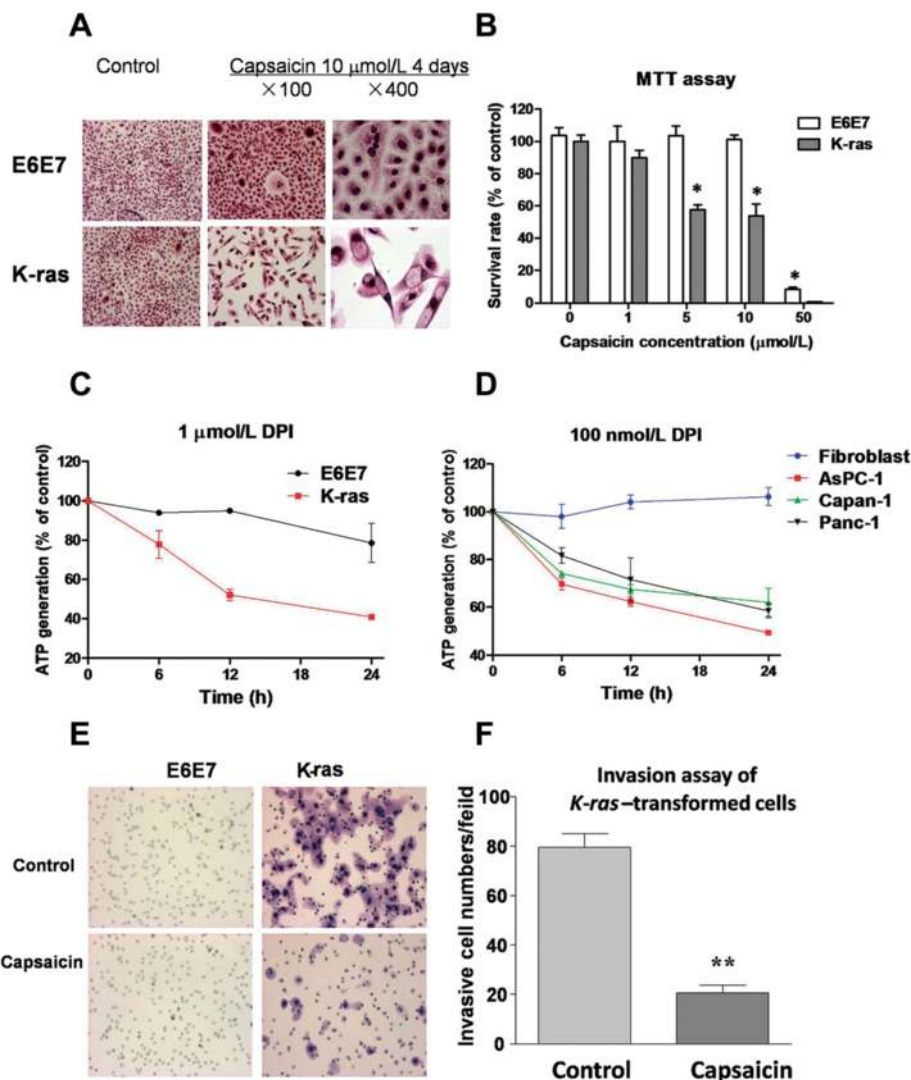 A
Control
Capsaicin 10 μmol/L 4 days
×100 ×400
E6E7
K-ras
B
MTT assay
Survival rate (% of control)
120
100
80
60
40
20
0
E6E7
K-ras
*
*
*
0 1 5 10 50
Capsaicin concentration (μmol/L)
C
1 μmol/L DPI
ATP generation (% of control)
120
100
80
60
40
20
E6E7
K-ras
0 6 12 18 24
Time (h)
D
100 nmol/L DPI
ATP generation (% of control)
120
100
80
60
40
Fibroblast
AsPC-1
Capan-1
Panc-1
0 6 12 18 24
Time (h)
E
E6E7 K-ras
Control
Capsaicin
F
Invasion assay of
K-ras–transformed cells
Invasive cell numbers/feild
100
80
60
40
20
0
**
Control Capsaicin